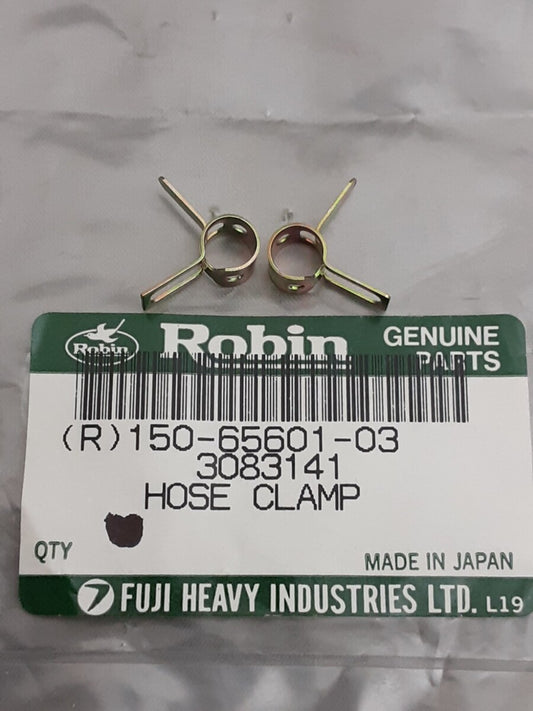 Robin
Robin
GENUINE
PARTS
(R)150-65601-03
3083141
HOSE CLAMP
QTY
MADE IN JAPAN
FUJI HEAVY INDUSTRIES LTD. L19